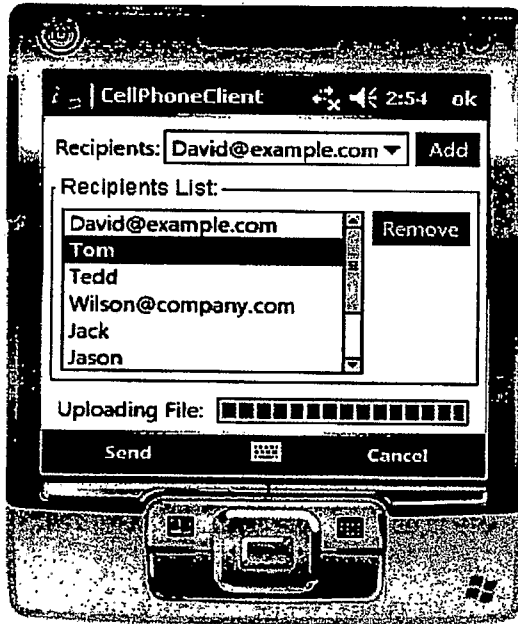 CellPhoneClient 2:54 ok
Recipients: David@example.com Add
Recipients List:
David@example.com
Remove
Tom
Tedd
Wilson@company.com
Jack
Jason
Uploading File:
Send Cancel